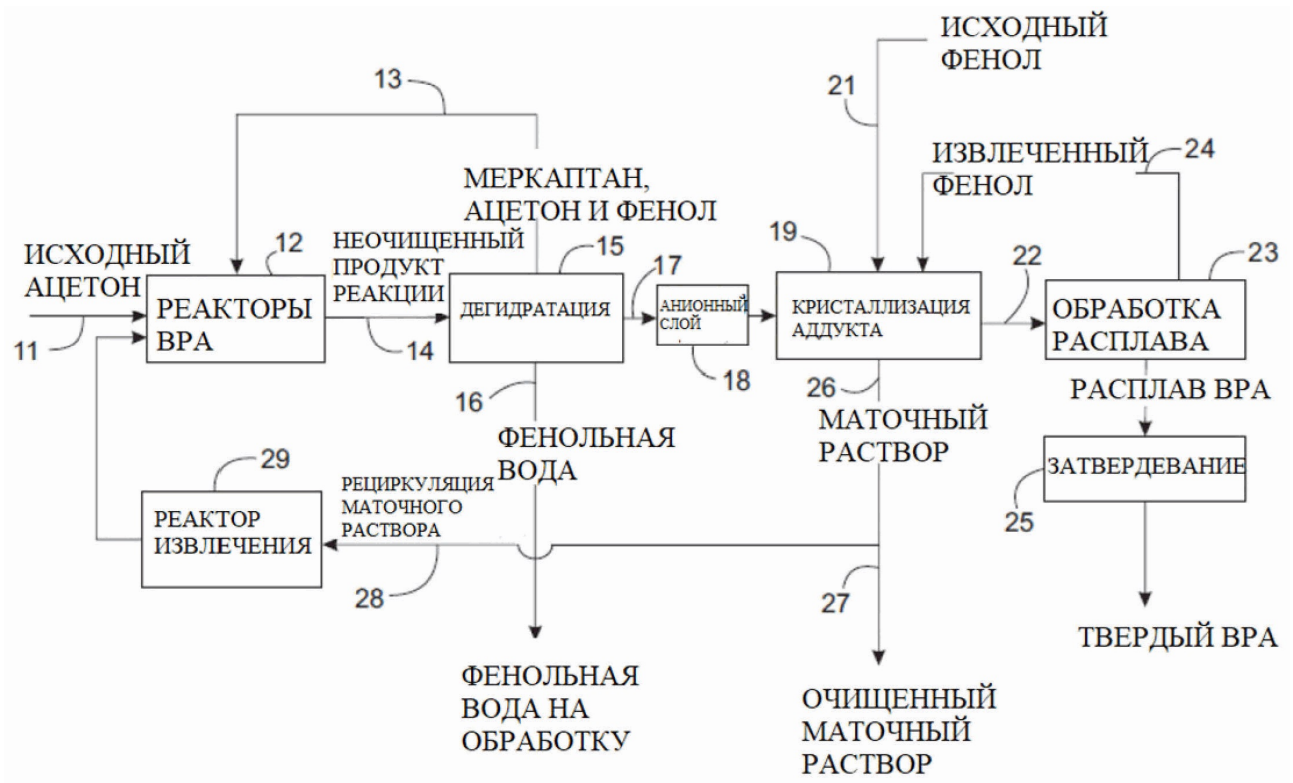 ИСХОДНЫЙ
ФЕНОЛ
13
21
ИЗВЛЕЧЕННЫЙ
ФЕНОЛ
24
МЕРКАПТАН,
АЦЕТОН И ФЕНОЛ
ИСХОДНЫЙ
АЦЕТОН
12
НЕОЧИЩЕННЫЙ
ПРОДУКТ
РЕАКЦИИ
15
17
19
22
23
РЕАКТОРЫ
BPA
ДЕГИДРАТАЦИЯ
АНИОННЫЙ
СЛОЙ
КРИСТАЛЛИЗАЦИЯ
АДДУКТА
ОБРАБОТКА
РАСПЛАВА
11
14
18
16
26
РАСПЛАВ BPA
ФЕНОЛЬНАЯ
ВОДА
МАТОЧНЫЙ
РАСТВОР
29
РЕЦИРКУЛЯЦИЯ
МАТОЧНОГО
РАСТВОРА
ЗАТВЕРДЕВАНИЕ
25
РЕАКТОР
ИЗВЛЕЧЕНИЯ
28
27
ТВЕРДЫЙ BPA
ФЕНОЛЬНАЯ
ВОДА НА
ОБРАБОТКУ
ОЧИЩЕННЫЙ
МАТОЧНЫЙ
РАСТВОР